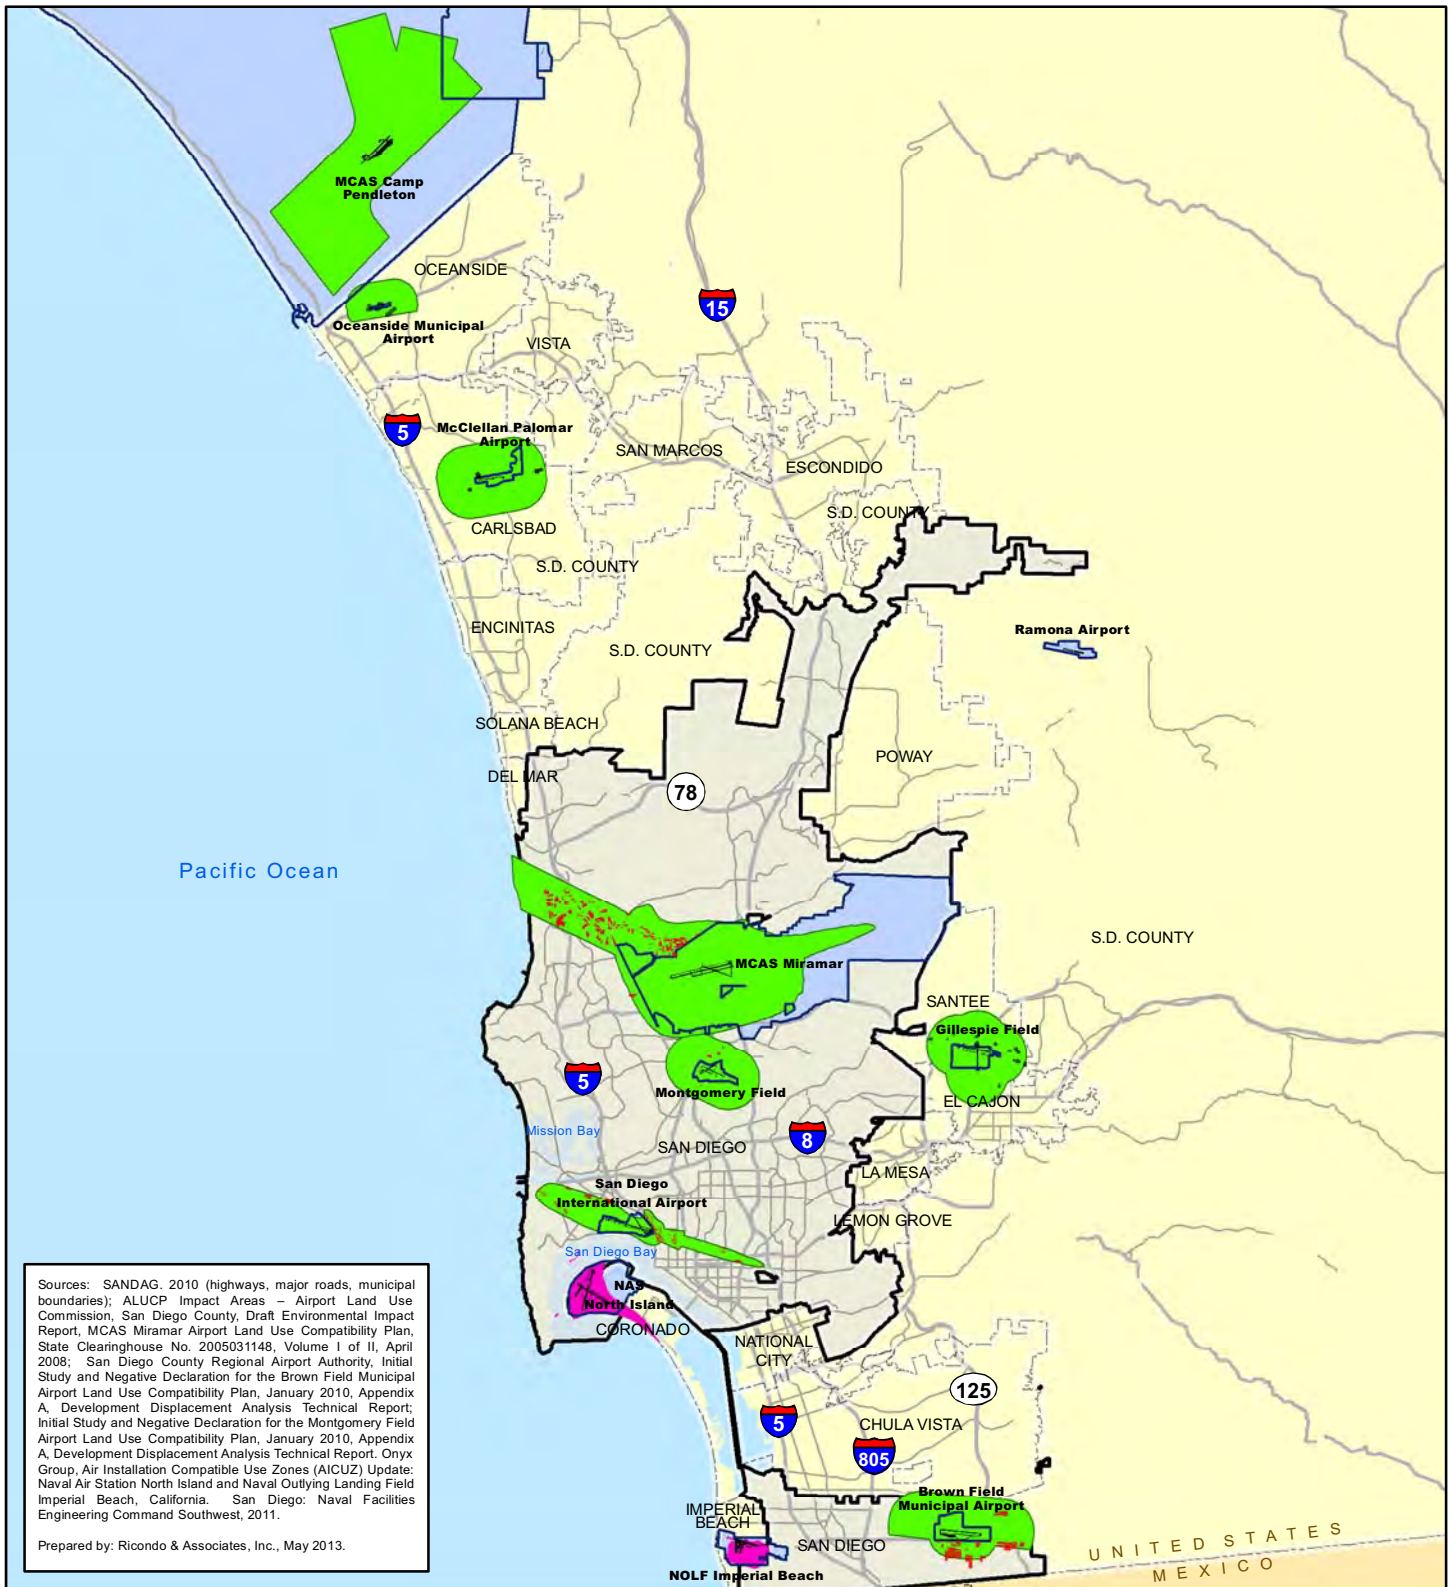 MCAS Camp
Pendleton
OCEANSIDE
Oceanside Municipal
Airport
15
VISTA
5
McClellan Palomar
Airport
SAN MARCOS
ESCONDIDO
S.D. COUNTY
CARLSBAD
S.D. COUNTY
ENCINITAS
S.D. COUNTY
Ramona Airport
SOLANA BEACH
DEL MAR
POWAY
78
Pacific Ocean
S.D. COUNTY
MCAS Miramar
SANTEE
Gillespie Field
5
Montgomery Field
EL CAJON
Mission Bay
SAN DIEGO
8
LA MESA
San Diego
International Airport
LEMON GROVE
San Diego Bay
NAS
North Island
CORONADO
NATIONAL
CITY
125
5
CHULA VISTA
805
Brown Field
Municipal Airport
IMPERIAL
BEACH
SAN DIEGO
NOLF Imperial Beach
UNITED STATES
MEXICO
Sources: SANDAG. 2010 (highways, major roads, municipal
boundaries); ALUCP Impact Areas – Airport Land Use
Commission, San Diego County, Draft Environmental Impact
Report, MCAS Miramar Airport Land Use Compatibility Plan,
State Clearinghouse No. 2005031148, Volume I of II, April
2008; San Diego County Regional Airport Authority, Initial
Study and Negative Declaration for the Brown Field Municipal
Airport Land Use Compatibility Plan, January 2010, Appendix
A, Development Displacement Analysis Technical Report;
Initial Study and Negative Declaration for the Montgomery Field
Airport Land Use Compatibility Plan, January 2010, Appendix
A, Development Displacement Analysis Technical Report. Onyx
Group, Air Installation Compatible Use Zones (AICUZ) Update:
Naval Air Station North Island and Naval Outlying Landing Field
Imperial Beach, California. San Diego: Naval Facilities
Engineering Command Southwest, 2011.
Prepared by: Ricondo & Associates, Inc., May 2013.